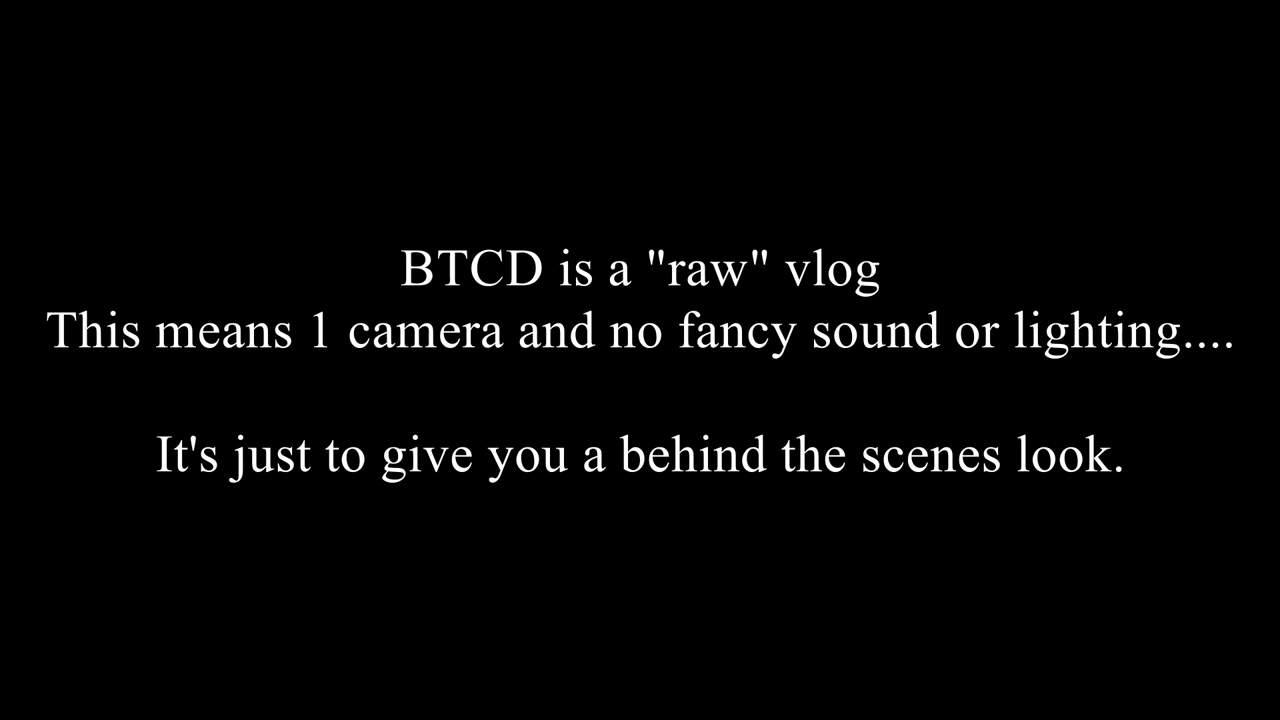 BTCD is a "raw" vlog
This means 1 camera and no fancy sound or lighting....
It's just to give you a behind the scenes look.